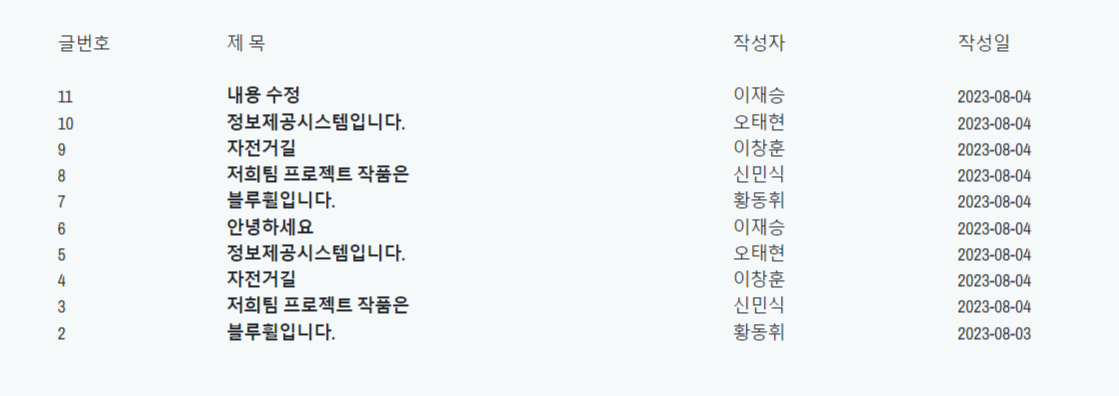 글번호 제 목 작성자 작성일
11 내용 수정 이재승 2023-08-04
10 정보제공시스템입니다. 오태현 2023-08-04
9 자전거길 이창훈 2023-08-04
8 저희팀 프로젝트 작품은 신민식 2023-08-04
7 블루휠입니다. 황동휘 2023-08-04
6 안녕하세요 이재승 2023-08-04
5 정보제공시스템입니다. 오태현 2023-08-04
4 자전거길 이창훈 2023-08-04
3 저희팀 프로젝트 작품은 신민식 2023-08-04
2 블루휠입니다. 황동휘 2023-08-03